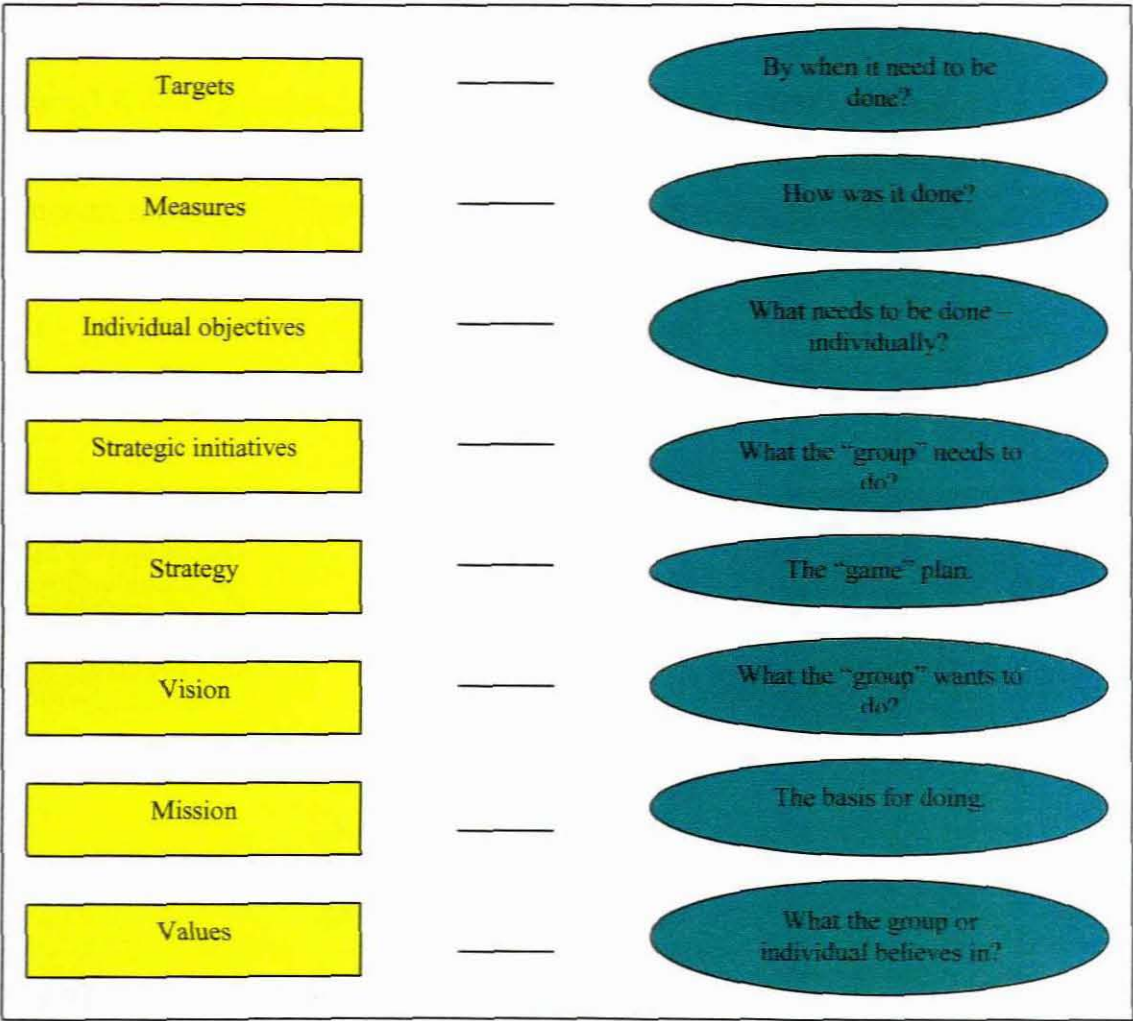 Targets
By when it need to be
done?
Measures
How was it done?
Individual objectives
What needs to be done –
individually?
Strategic initiatives
What the “group” needs to
do?
Strategy
The “game” plan.
Vision
What the “group” wants to
do?
Mission
The basis for doing.
Values
What the group or
individual believes in?